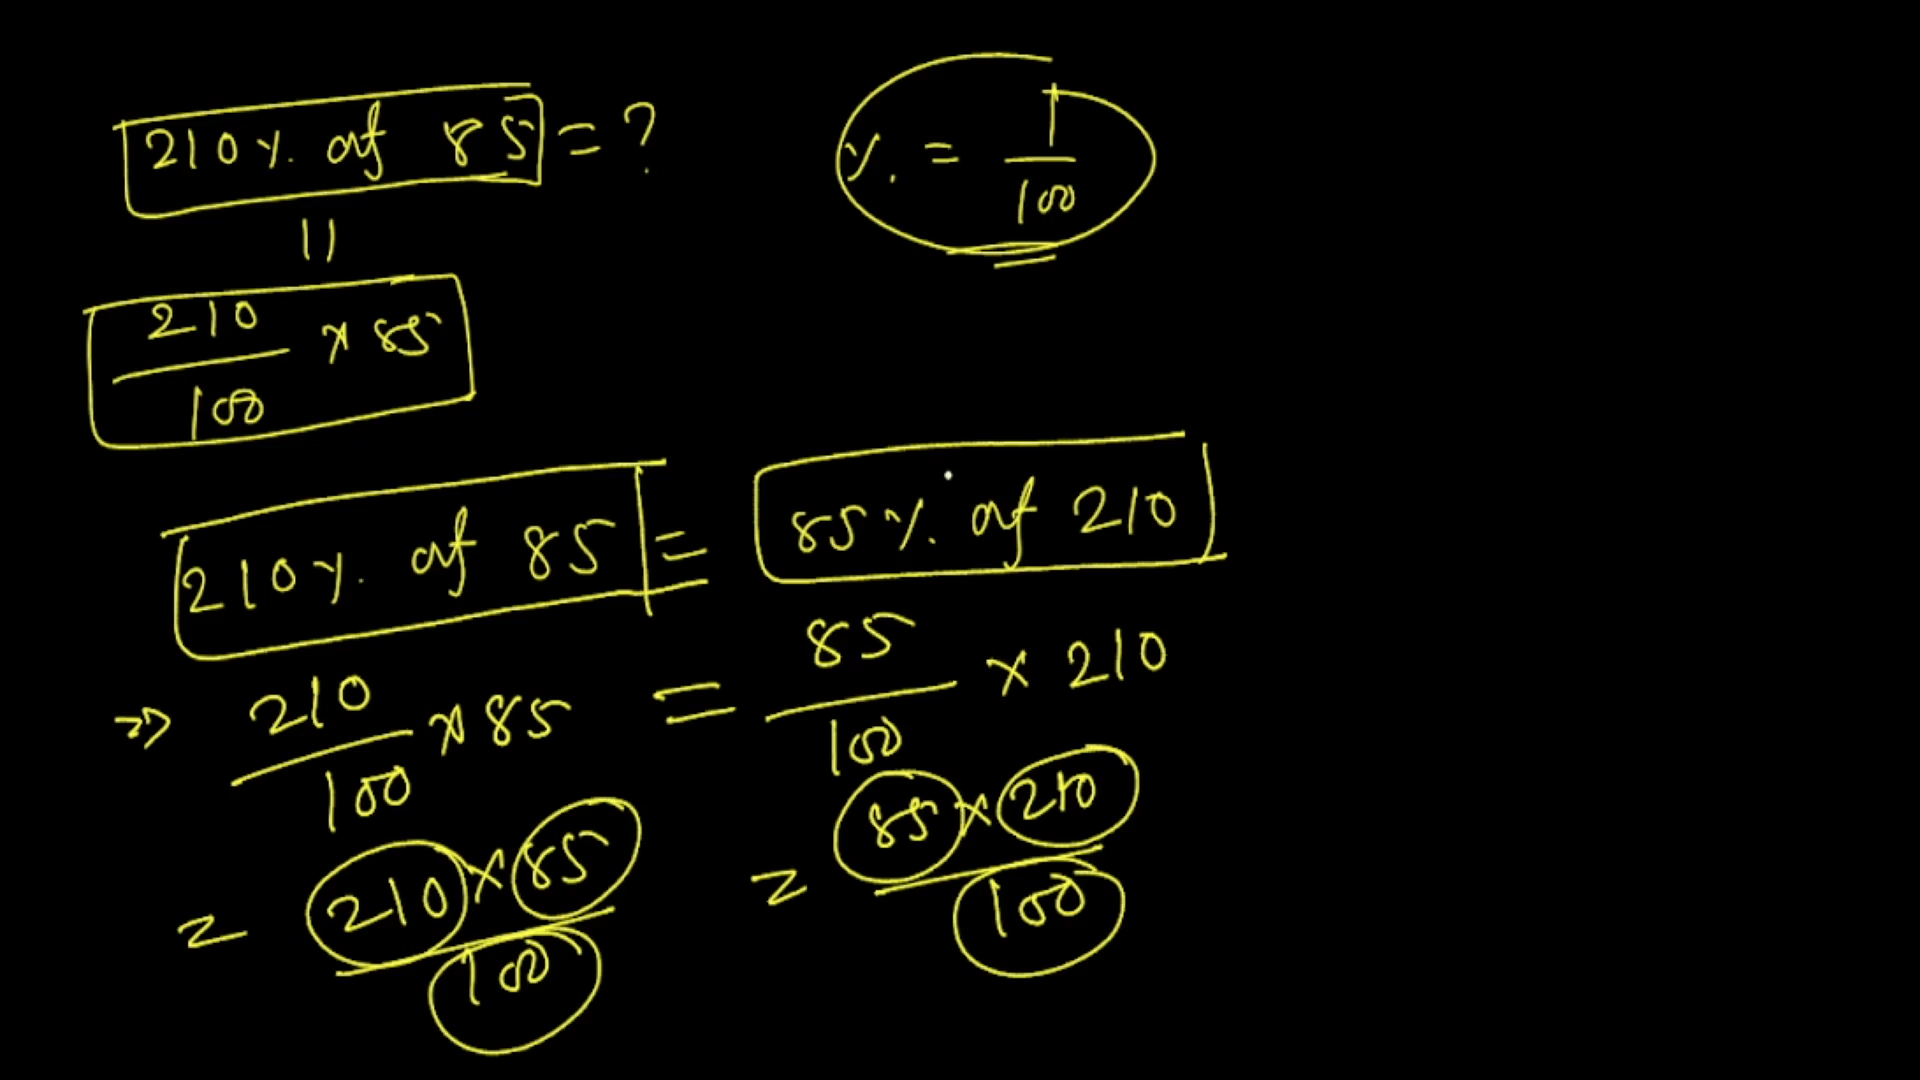 210% of 85 = ?
% = 1/100
=
210/100 × 85
210% of 85 = 85% of 210
⇒ 210/100 × 85 = 85/100 × 210
= 210 × 85/100 = 85 × 210/100